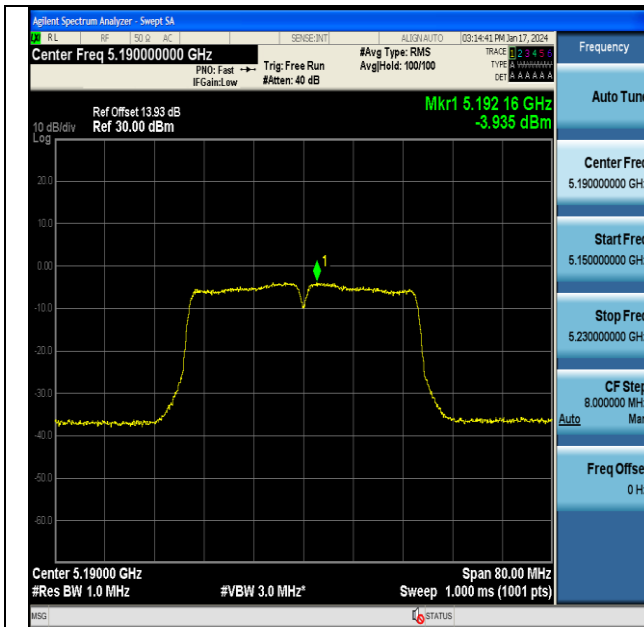 Agilent Spectrum Analyzer - Swept SA
RL RF 50 Ω AC SENSE:INT ALIGN AUTO 03:14:41 PM Jan 17, 2024
Center Freq 5.190000000 GHz
PNO: Fast
IFGain:Low
Trig: Free Run
#Atten: 40 dB
#Avg Type: RMS
Avg|Hold: 100/100
TRACE 1 2 3 4 5 6
TYPE A
DET A A A A A A
Ref Offset 13.93 dB
Ref 30.00 dBm
10 dB/div
Log
Mkr1 5.192 16 GHz
-3.935 dBm
20.0
10.0
0.00
-10.0
-20.0
-30.0
-40.0
-50.0
-60.0
1
Center 5.19000 GHz
Span 80.00 MHz
#Res BW 1.0 MHz
#VBW 3.0 MHz*
Sweep 1.000 ms (1001 pts)
MSG
STATUS
Frequency
Auto Tune
Center Freq
5.190000000 GH
Start Freq
5.150000000 GH
Stop Freq
5.230000000 GH
CF Step
8.000000 MH
Auto Man
Freq Offse
0 H